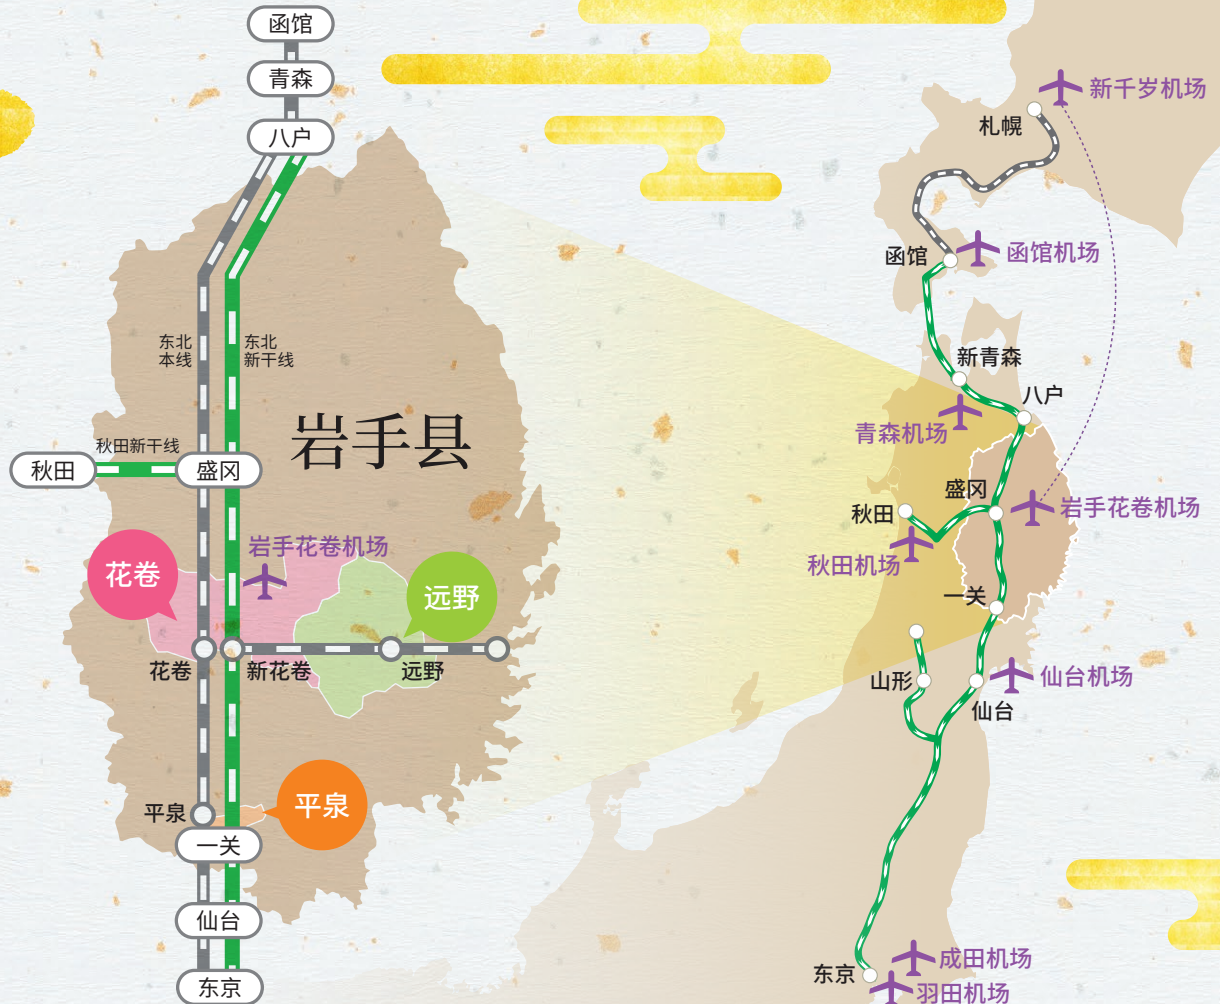 函馆
青森
八户
东北
本线
东北
新干线
秋田新干线
秋田
盛冈
岩手县
岩手花卷机场
花卷
远野
花卷
新花卷
远野
平泉
平泉
一关
仙台
东京
新千岁机场
札幌
函馆
函馆机场
新青森
八户
青森机场
盛冈
秋田
岩手花卷机场
秋田机场
一关
山形
仙台机场
仙台
成田机场
东京
羽田机场